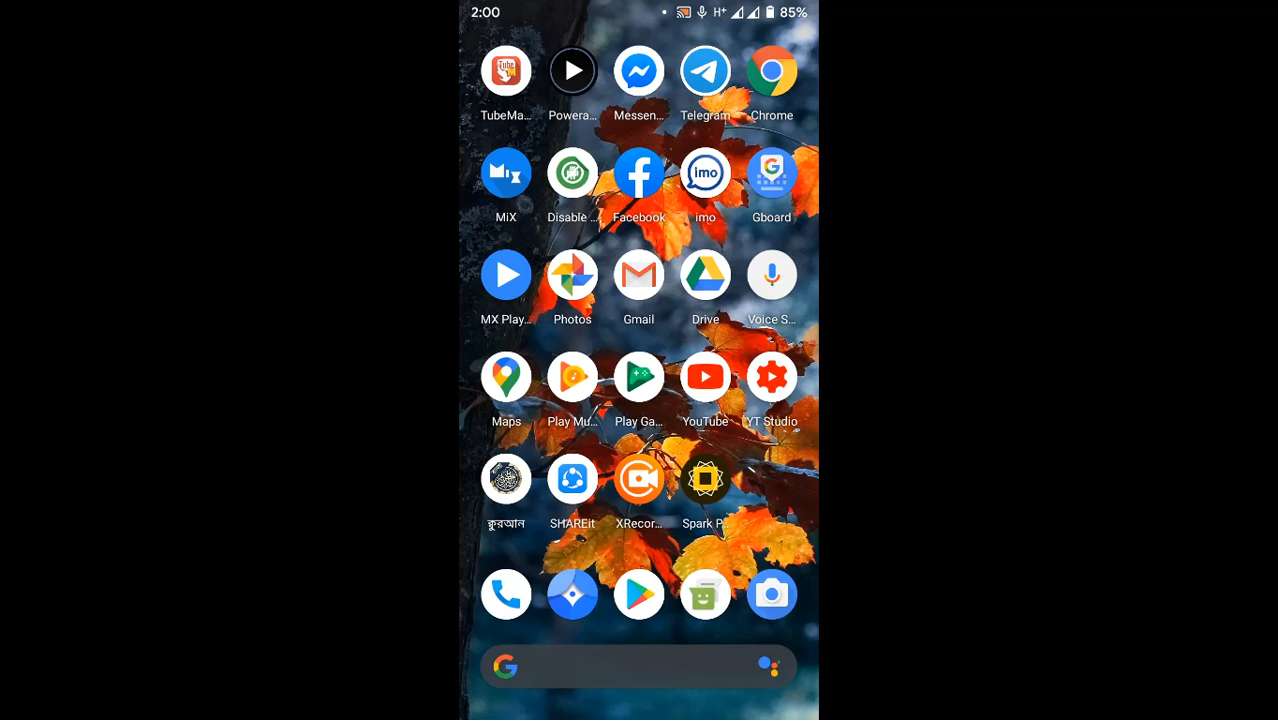 2:00 H+ 85%
TubeMa... Powera... Messen... Telegram Chrome
MiX Disable ... Facebook imo Gboard
MX Play... Photos Gmail Drive Voice S...
Maps Play Mu... Play Ga... YouTube YT Studio
ক্বুরআন SHAREit XRecor... Spark P...